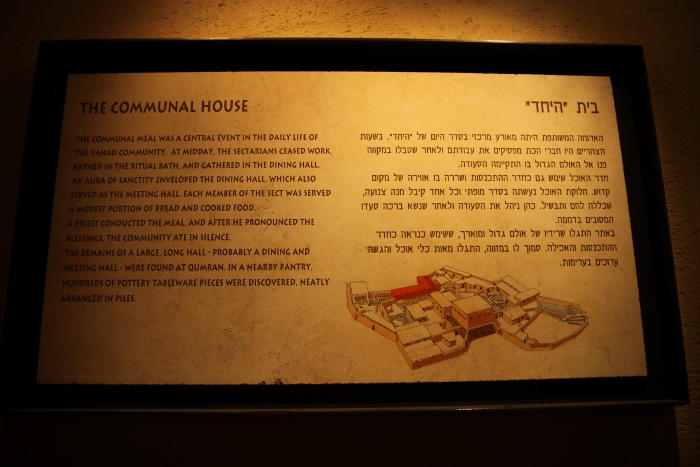 THE COMMUNAL HOUSE
THE COMMUNAL MEAL WAS A CENTRAL EVENT IN THE DAILY LIFE OF
THE YAHAD COMMUNITY. AT MIDDAY, THE SECTARIANS CEASED WORK,
BATHED IN THE RITUAL BATH, AND GATHERED IN THE DINING HALL.
AN AURA OF SANCTITY ENVELOPED THE DINING HALL, WHICH ALSO
SERVED AS THE MEETING HALL. EACH MEMBER OF THE SECT WAS SERVED
A MODEST PORTION OF BREAD AND COOKED FOOD.
A PRIEST CONDUCTED THE MEAL, AND AFTER HE PRONOUNCED THE
BLESSINGS, THE COMMUNITY ATE IN SILENCE.
THE REMAINS OF A LARGE, LONG HALL - PROBABLY A DINING AND
MEETING HALL - WERE FOUND AT QUMRAN. IN A NEARBY PANTRY,
HUNDREDS OF POTTERY TABLEWARE PIECES WERE DISCOVERED, NEATLY
ARRANGED IN PILES.
בית "היחד"
הארוחה המשותפת היתה מאורע מרכזי בסדר היום של "היחד". בשעות
הצהריים היו חברי הכת מפסיקים את עבודתם ולאחר שטבלו במקווה
פנו אל האולם הגדול בו התקיימה הסעודה.
חדר האוכל שימש גם כחדר ההתכנסות ושררה בו אווירה של מקום
קדוש. חלוקת האוכל נעשתה בסדר מופתי וכל אחד קיבל מנה צנועה,
שכללה לחם ותבשיל. כהן ניהל את הסעודה ולאחר שנשא ברכה סעדו
המסובים בדממה.
באתר התגלו שרידיו של אולם גדול ומוארך, ששימש כנראה כחדר
ההתכנסות והאכילה. סמוך לו במזווה, התגלו מאות כלי אוכל והגשה
ערוכים בערימות.